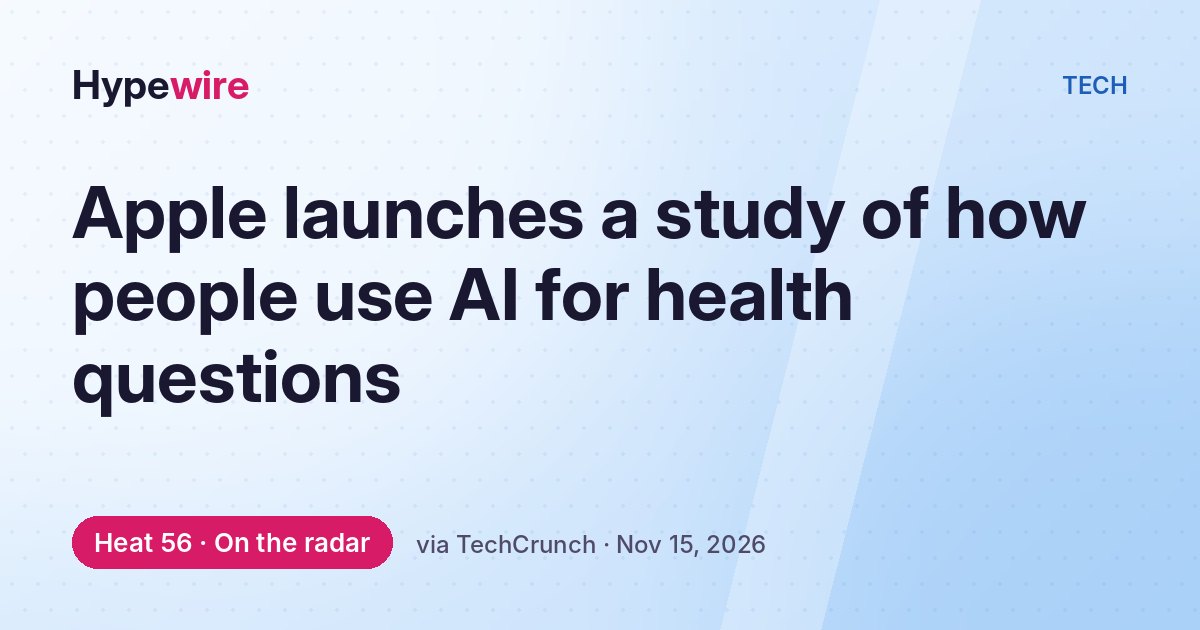 Hypewire
TECH
Apple launches a study of how
people use AI for health
questions
Heat 56 · On the radar
via TechCrunch · Nov 15, 2026